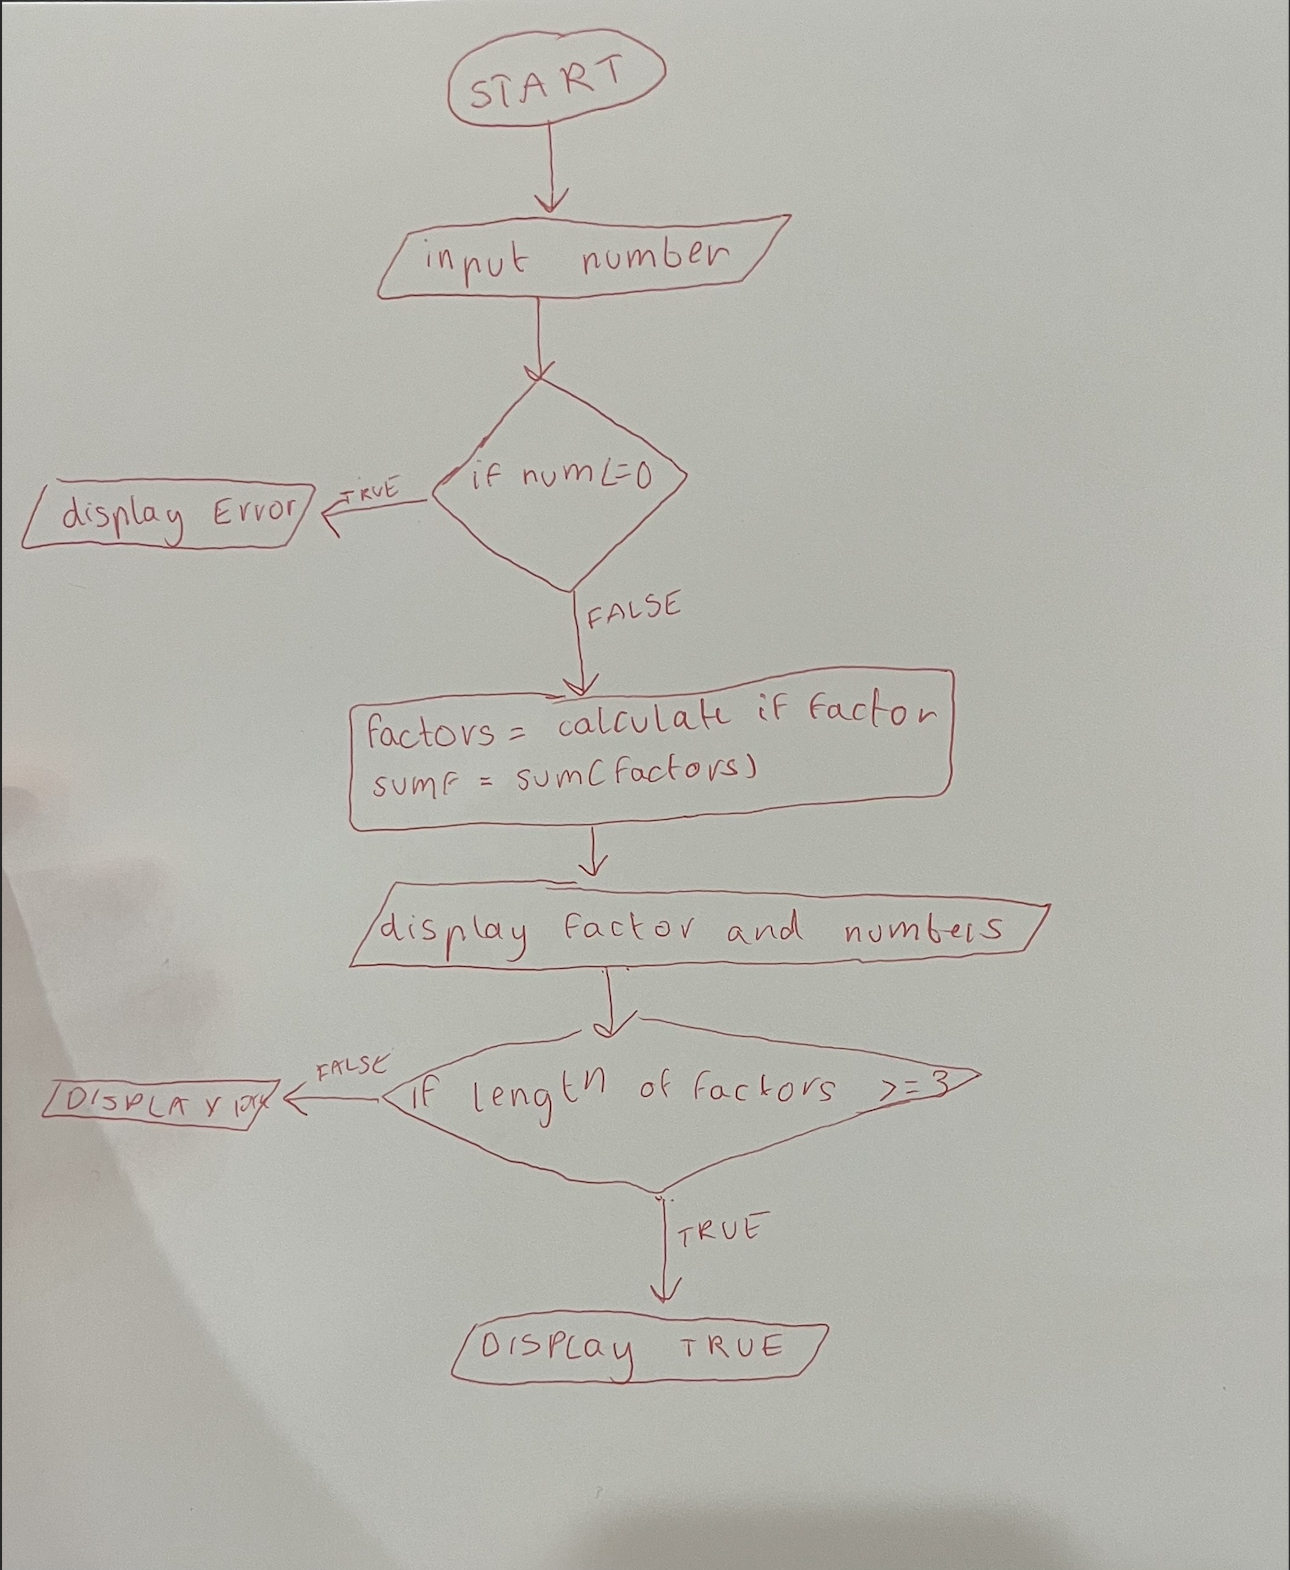 START
input number
if num <=0
TRUE
display Error
FALSE
factors = calculate if factor
sumF = sum(factors)
display factor and numbers
if length of factors >=3
FALSE
DISPLAY
TRUE
DISPLAY TRUE